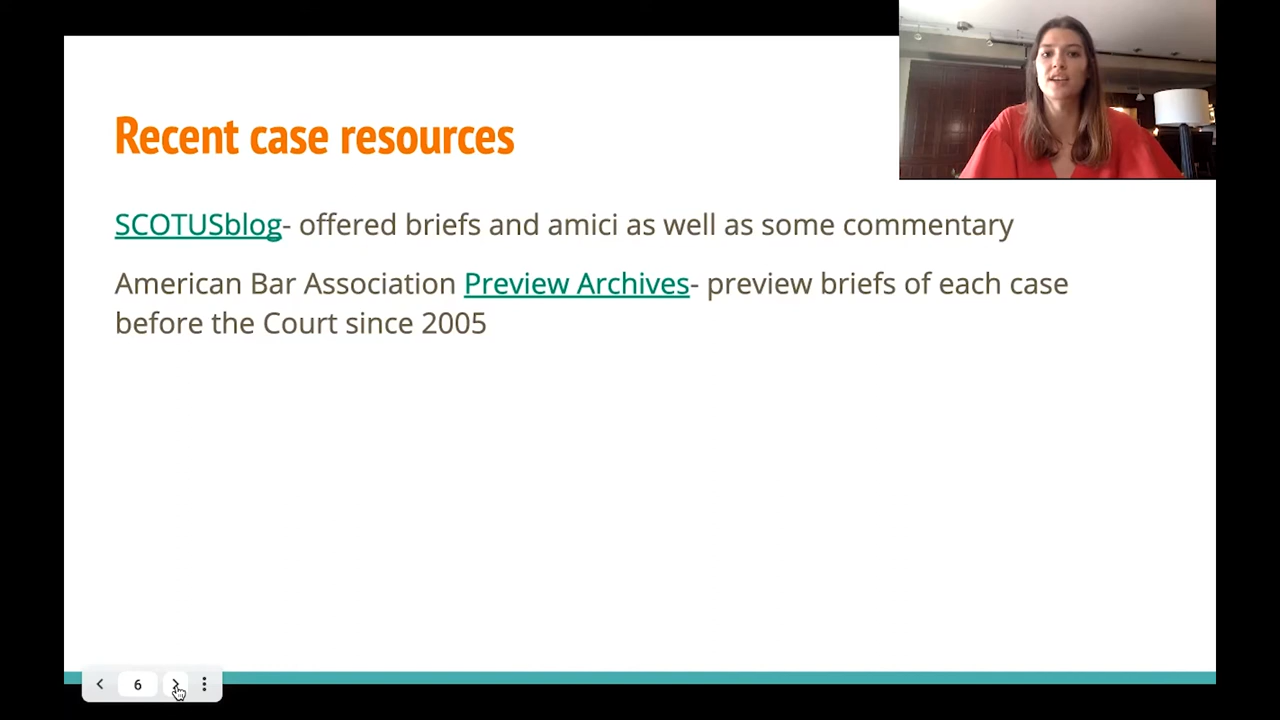 Recent case resources
SCOTUSblog- offered briefs and amici as well as some commentary
American Bar Association Preview Archives- preview briefs of each case
before the Court since 2005
6